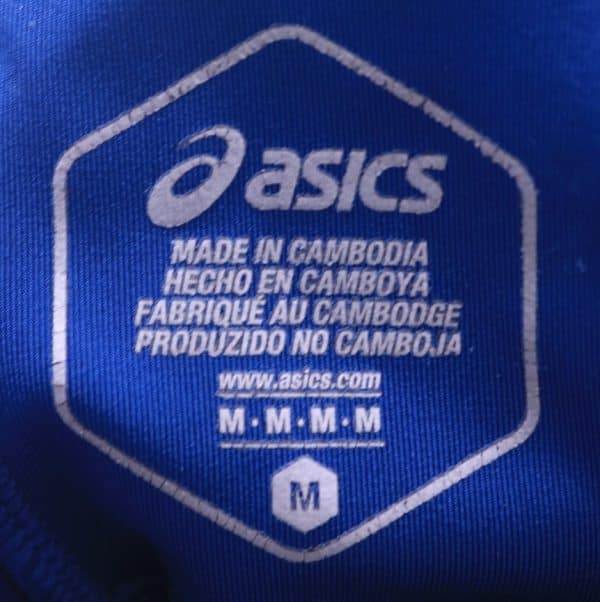 asics
MADE IN CAMBODIA
HECHO EN CAMBOYA
FABRIQUÉ AU CAMBODGE
PRODUZIDO NO CAMBOJA
www.asics.com
M·M·M·M
M